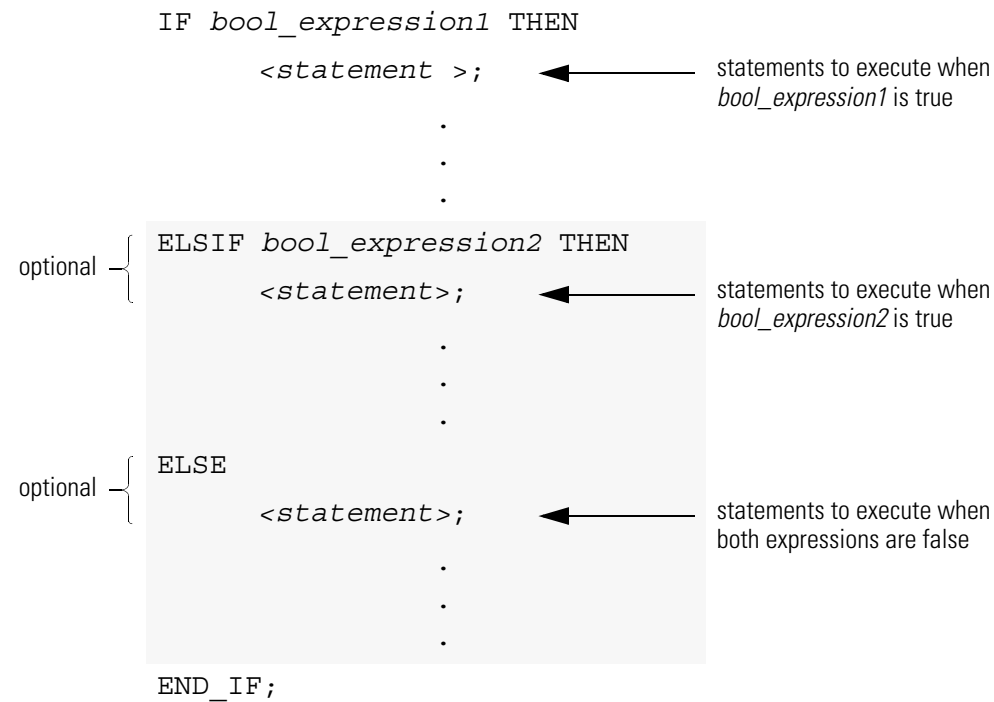 IF bool_expression1 THEN
<statement >;
statements to execute when
bool_expression1 is true
.
.
.
optional
ELSIF bool_expression2 THEN
<statement>;
statements to execute when
bool_expression2 is true
.
.
.
optional
ELSE
<statement>;
statements to execute when
both expressions are false
.
.
.
END_IF;